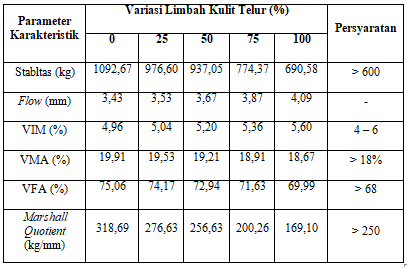 Parameter Karakteristik | Variasi Limbah Kulit Telur (%) | Persyaratan
0 | 25 | 50 | 75 | 100
Stabltas (kg) | 1092,67 | 976,60 | 937,05 | 774,37 | 690,58 | > 600
Flow (mm) | 3,43 | 3,53 | 3,67 | 3,87 | 4,09 | -
VIM (%) | 4,96 | 5,04 | 5,20 | 5,36 | 5,60 | 4 – 6
VMA (%) | 19,91 | 19,53 | 19,21 | 18,91 | 18,67 | > 18%
VFA (%) | 75,06 | 74,17 | 72,94 | 71,63 | 69,99 | > 68
Marshall Quotient (kg/mm) | 318,69 | 276,63 | 256,63 | 200,26 | 169,10 | > 250